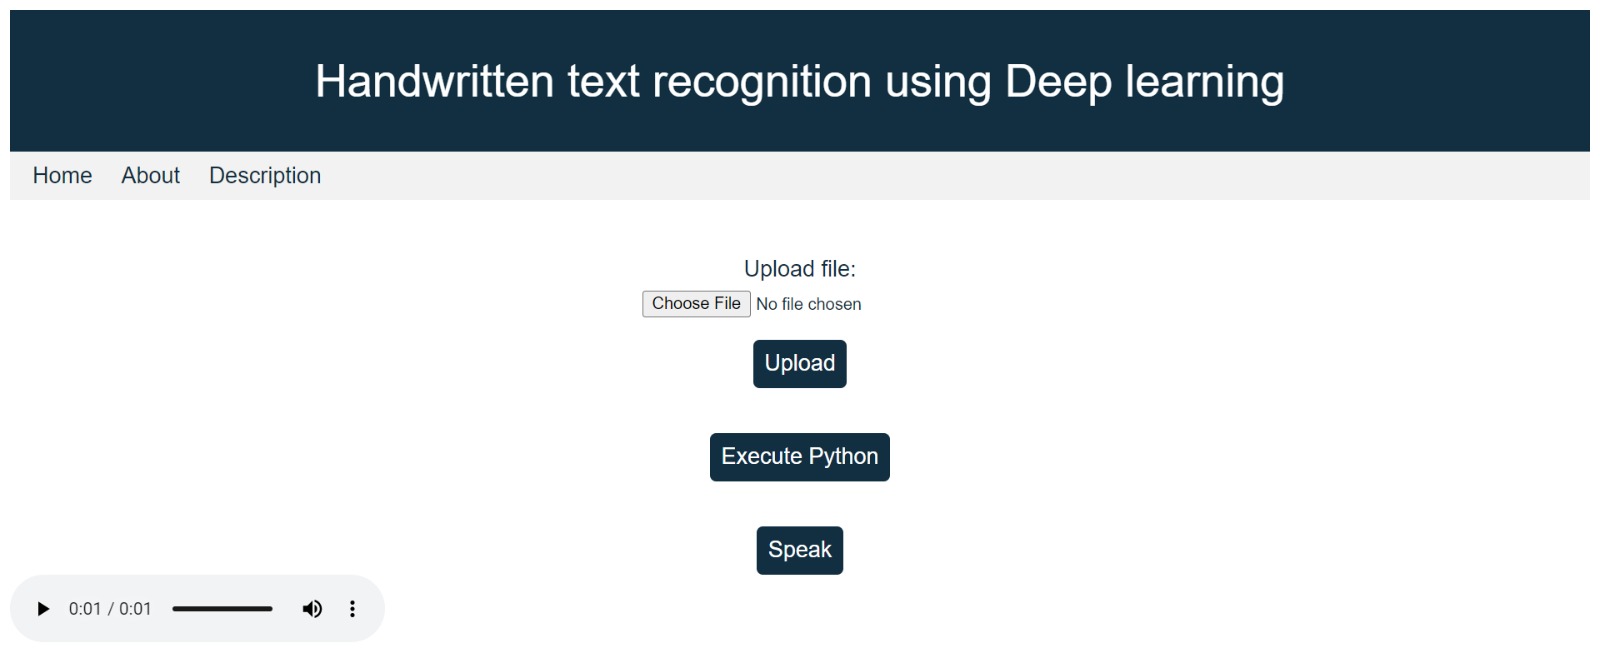 Handwritten text recognition using Deep learning
Home About Description
Upload file:
Choose File No file chosen
Upload
Execute Python
Speak
0:01 / 0:01